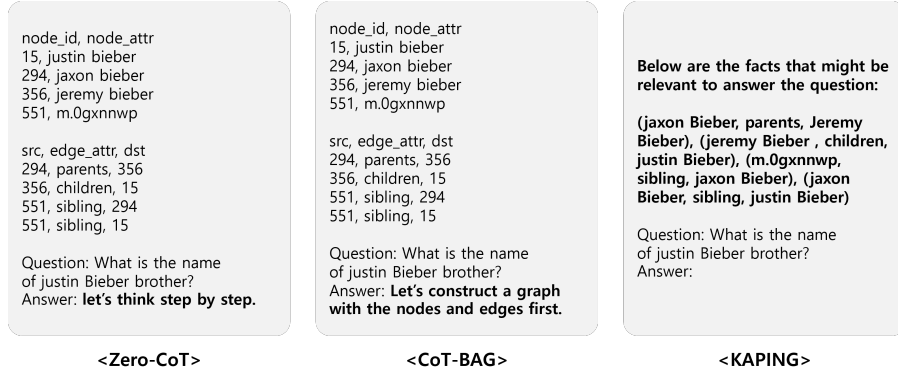 node_id, node_attr
15, justin bieber
294, jaxon bieber
356, jeremy bieber
551, m.0gxnnwp
src, edge_attr, dst
294, parents, 356
356, children, 15
551, sibling, 294
551, sibling, 15
Question: What is the name
of justin Bieber brother?
Answer: let's think step by step.
<Zero-CoT>
node_id, node_attr
15, justin bieber
294, jaxon bieber
356, jeremy bieber
551, m.0gxnnwp
src, edge_attr, dst
294, parents, 356
356, children, 15
551, sibling, 294
551, sibling, 15
Question: What is the name
of justin Bieber brother?
Answer: Let's construct a graph
with the nodes and edges first.
<CoT-BAG>
Below are the facts that might be
relevant to answer the question:
(jaxon Bieber, parents, Jeremy
Bieber), (jeremy Bieber , children,
justin Bieber), (m.0gxnnwp,
sibling, jaxon Bieber), (jaxon
Bieber, sibling, justin Bieber)
Question: What is the name
of justin Bieber brother?
Answer:
<KAPING>